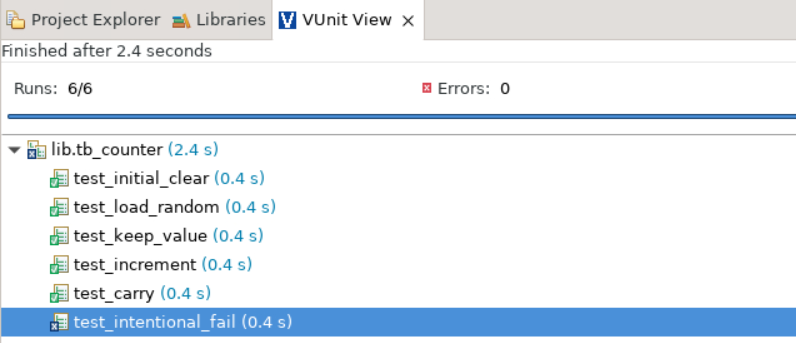 Project Explorer Libraries VUnit View
Finished after 2.4 seconds
Runs: 6/6 Errors: 0
lib.tb_counter (2.4 s)
test_initial_clear (0.4 s)
test_load_random (0.4 s)
test_keep_value (0.4 s)
test_increment (0.4 s)
test_carry (0.4 s)
test_intentional_fail (0.4 s)